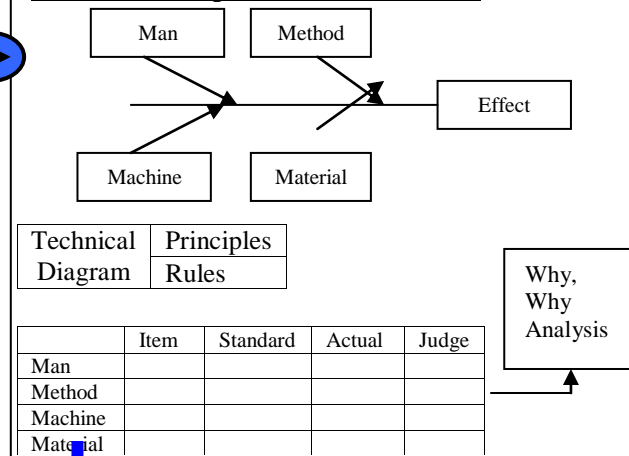 Man
Method
Effect
Machine
Material
Technical Diagram
Principles
Rules
Why,
Why
Analysis
Item Standard Actual Judge
Man
Method
Machine
Material